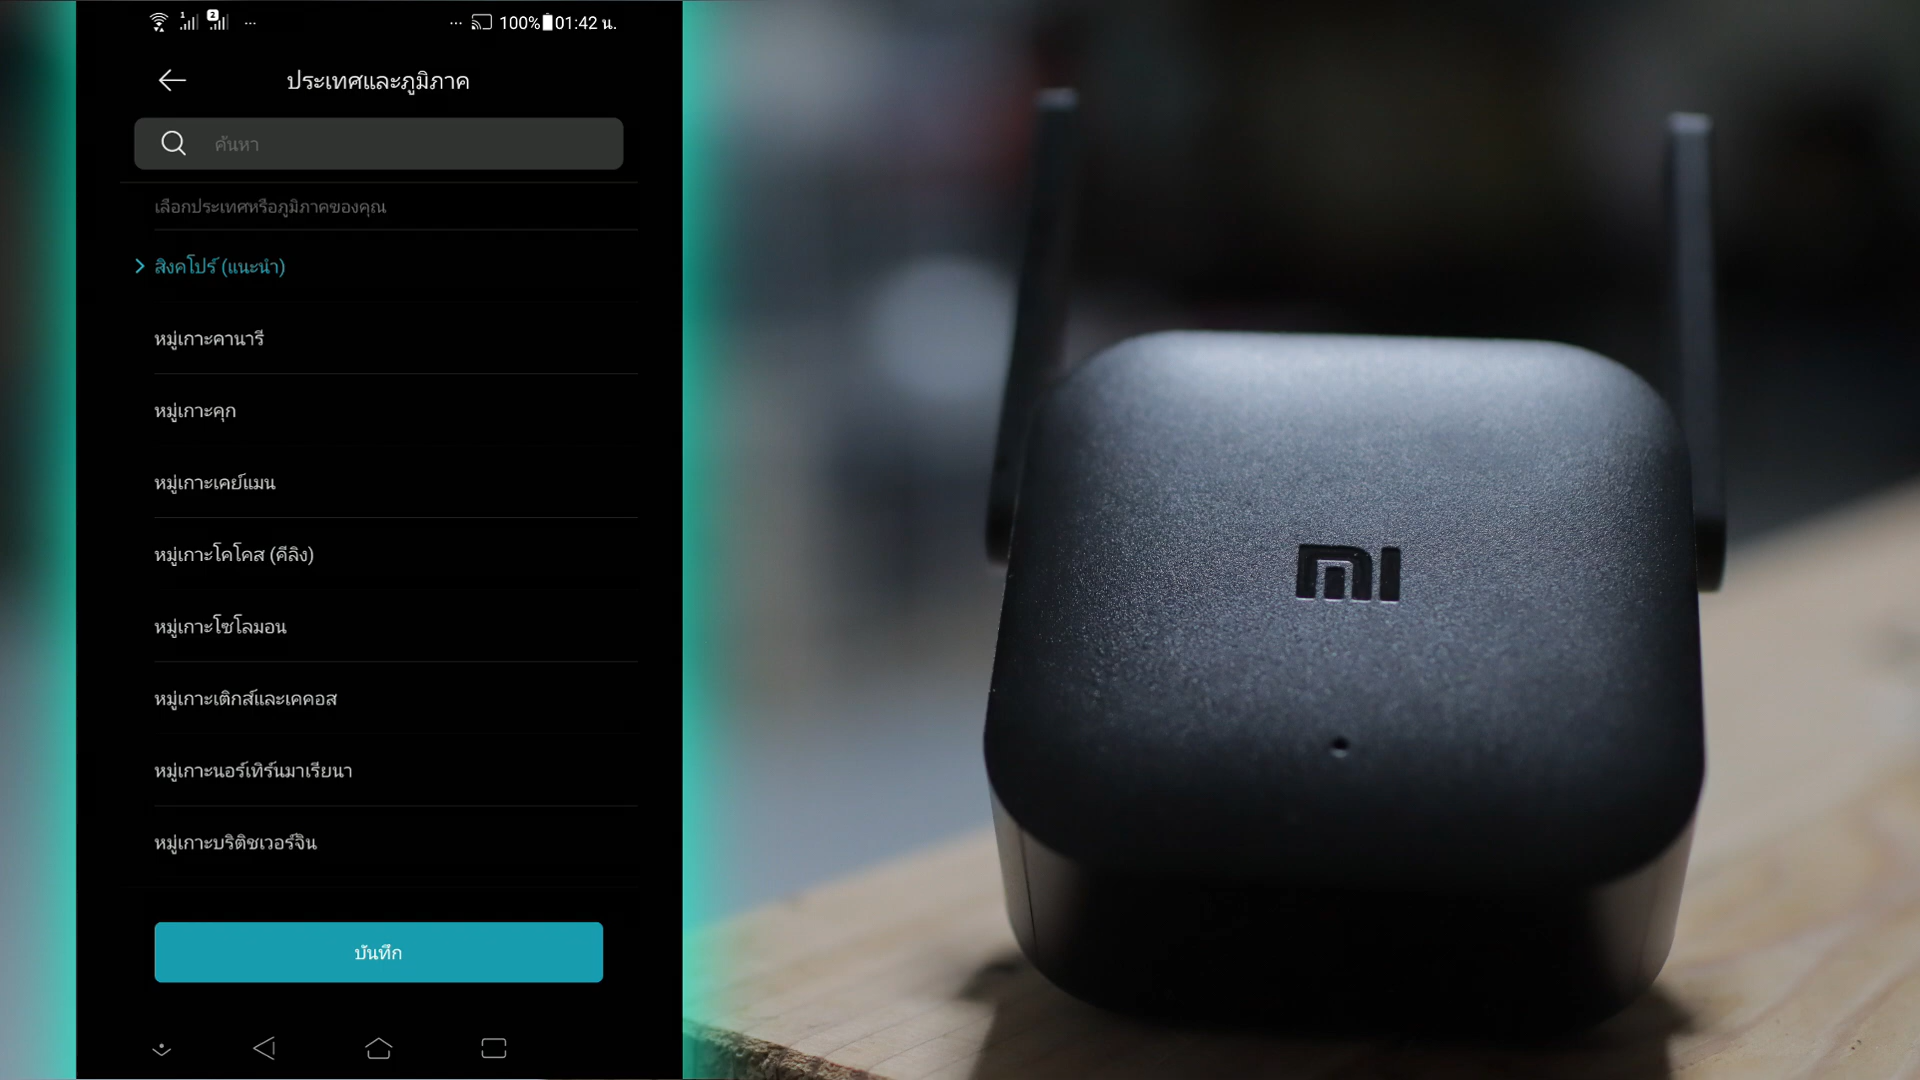 1 2 ... ... 100% 01:42 น.
ประเทศและภูมิภาค
ค้นหา
เลือกประเทศหรือภูมิภาคของคุณ
สิงคโปร์ (แนะนำ)
หมู่เกาะคานารี
หมู่เกาะคุก
หมู่เกาะเคย์แมน
หมู่เกาะโคโคส (คีลิง)
หมู่เกาะโซโลมอน
หมู่เกาะเติกส์และเคคอส
หมู่เกาะนอร์เทิร์นมาเรียนา
หมู่เกาะบริติชเวอร์จิน
บันทึก
MI